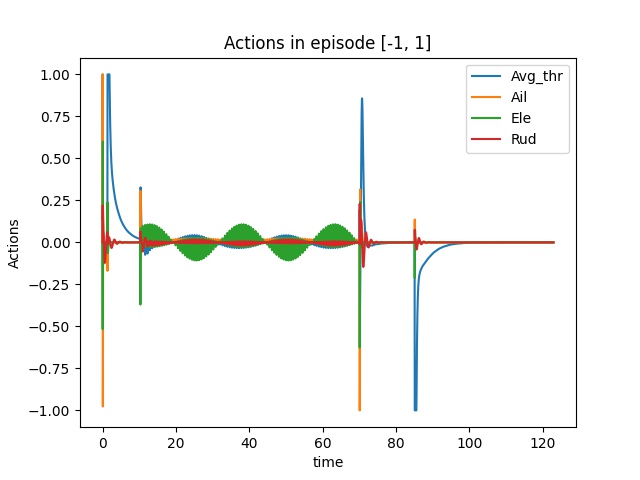 Actions in episode [-1, 1]
Actions
1.00
0.75
0.50
0.25
0.00
−0.25
−0.50
−0.75
−1.00
Avg_thr
Ail
Ele
Rud
0 20 40 60 80 100 120
time